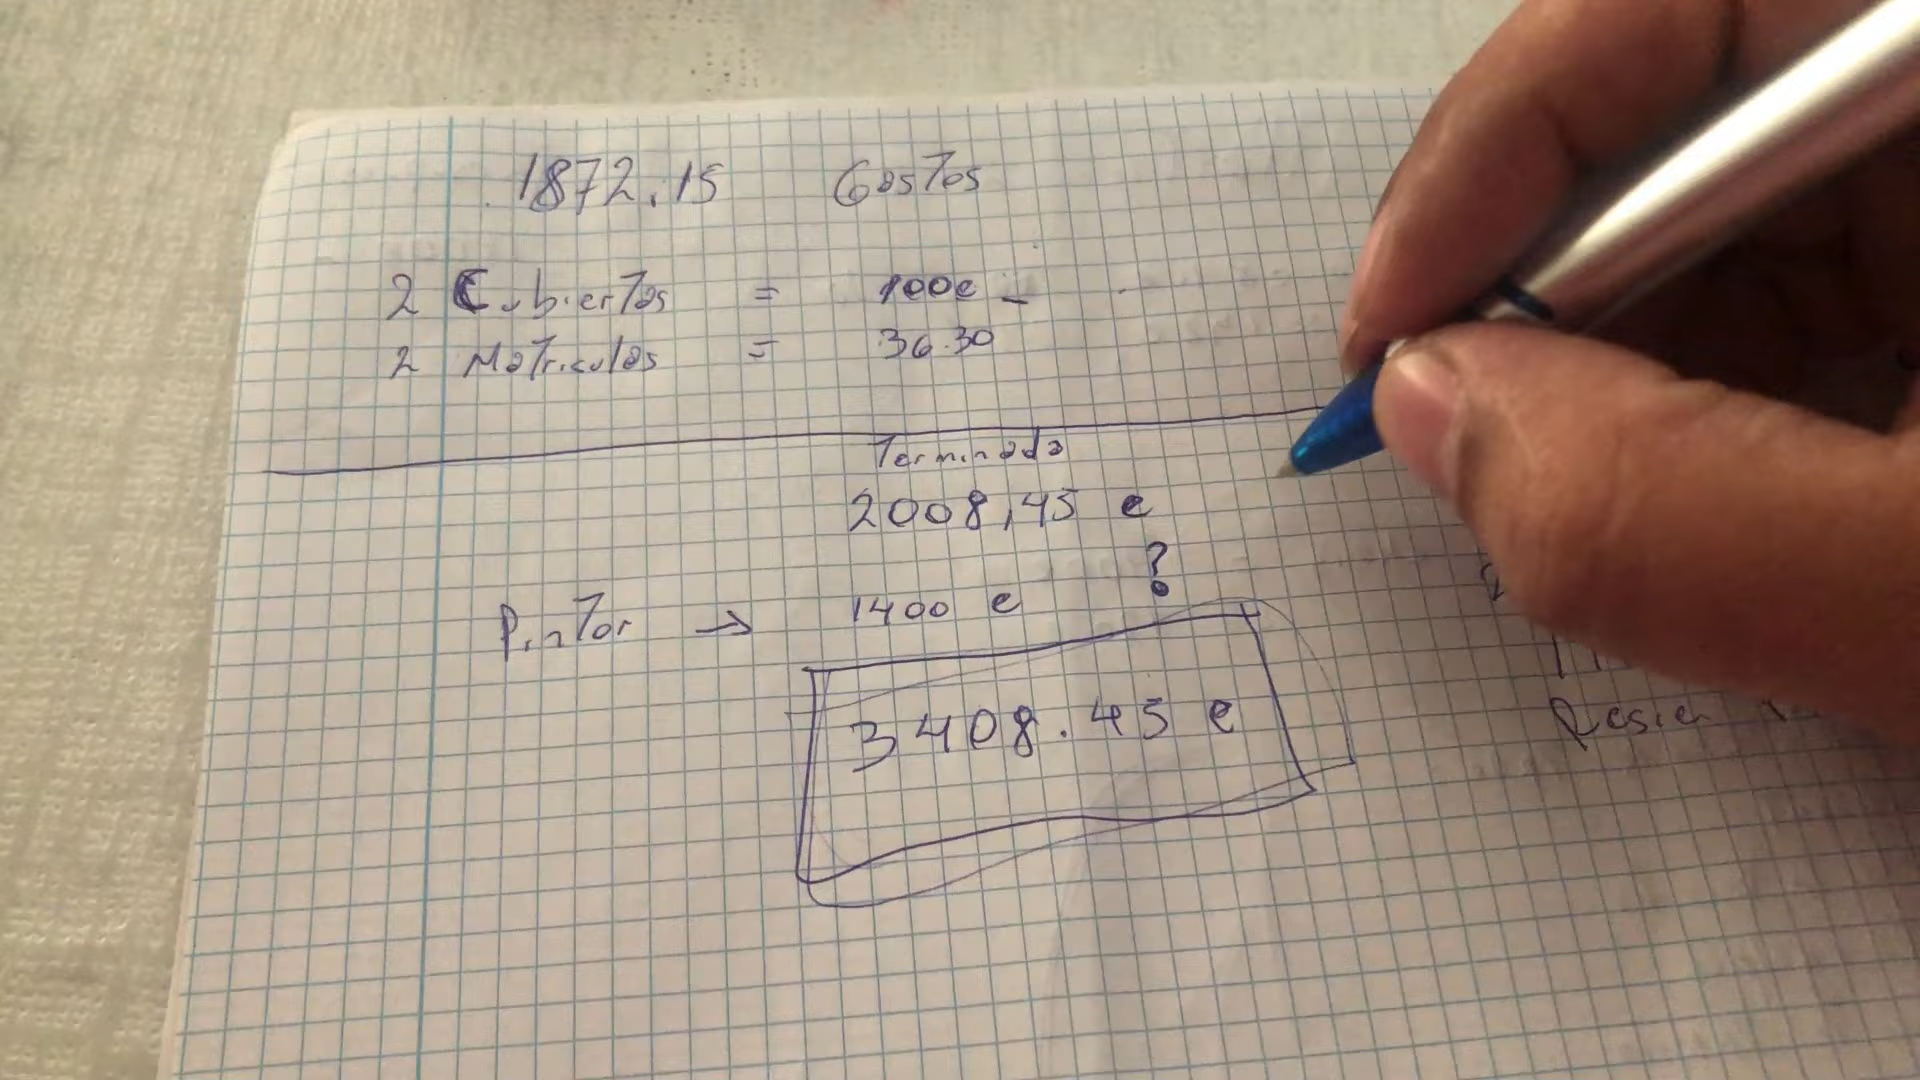 1872.15 Gastos
2 Cubiertas = 100e -
2 Matriculas = 36.30
Terminada
2008,45 e
?
Pintor → 1400 e
3408.45 e